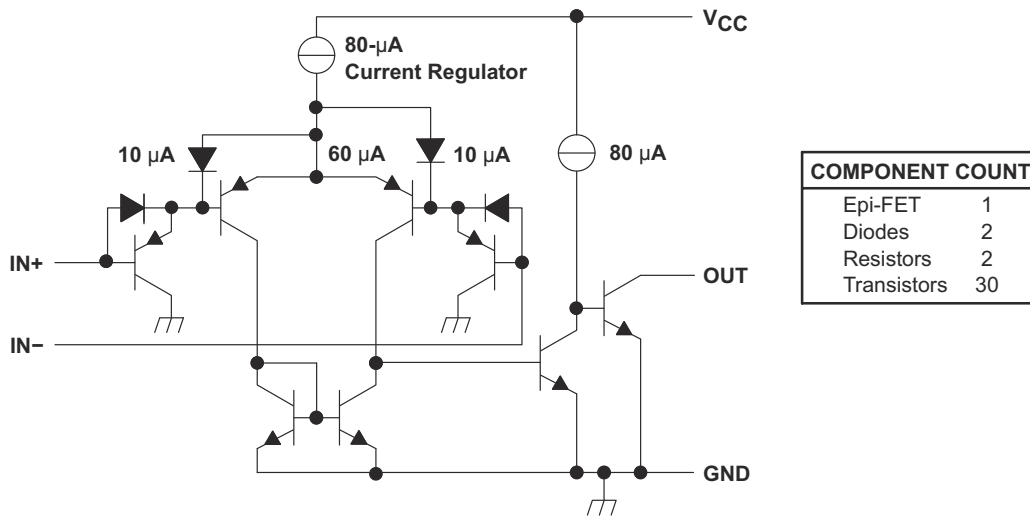 V_CC
80-µA
Current Regulator
10 µA
60 µA
10 µA
80 µA
IN+
OUT
IN−
GND
COMPONENT COUNT
Epi-FET 1
Diodes 2
Resistors 2
Transistors 30